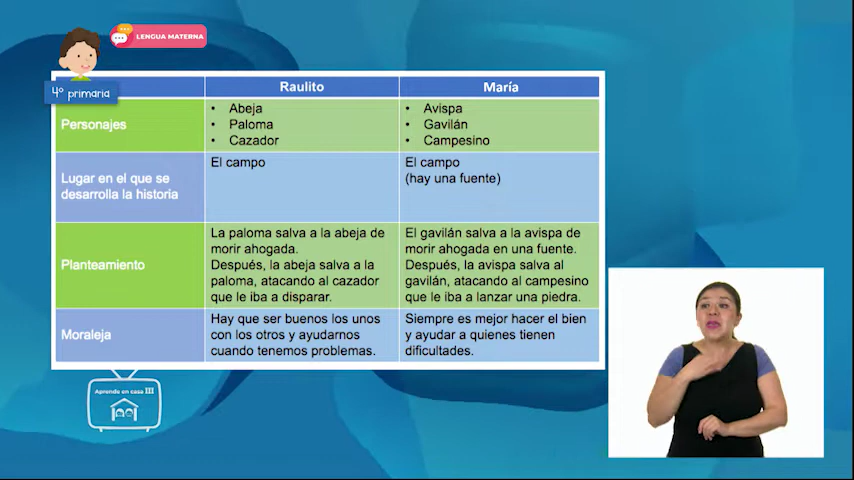 LENGUA MATERNA
4º primaria
Raulito
María
Personajes
• Abeja
• Paloma
• Cazador
• Avispa
• Gavilán
• Campesino
Lugar en el que se
desarrolla la historia
El campo
El campo
(hay una fuente)
Planteamiento
La paloma salva a la abeja de
morir ahogada.
Después, la abeja salva a la
paloma, atacando al cazador
que le iba a disparar.
El gavilán salva a la avispa de
morir ahogada en una fuente.
Después, la avispa salva al
gavilán, atacando al campesino
que le iba a lanzar una piedra.
Moraleja
Hay que ser buenos los unos
con los otros y ayudarnos
cuando tenemos problemas.
Siempre es mejor hacer el bien
y ayudar a quienes tienen
dificultades.
Aprende en casa III